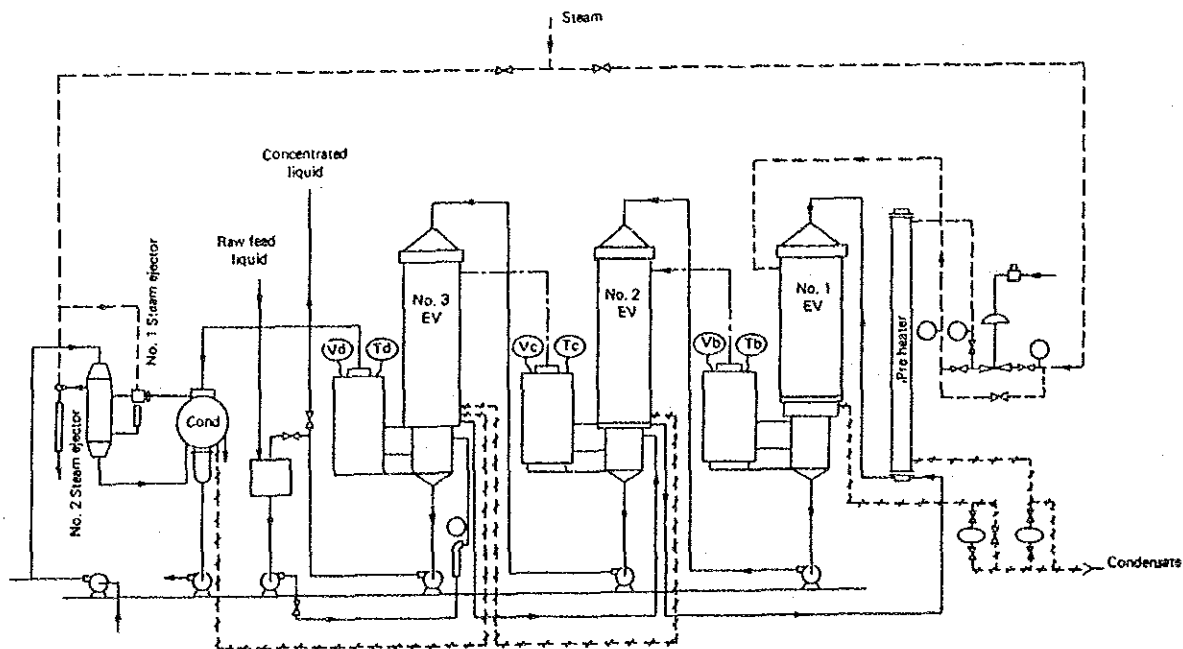 Steam
Concentrated
liquid
Raw feed
liquid
No. 1 Steam ejector
No. 2 Steam ejector
Cond
Vd
Td
No. 3
EV
Vc
Tc
No. 2
EV
Vb
Tb
No. 1
EV
Pre heater
Condensate